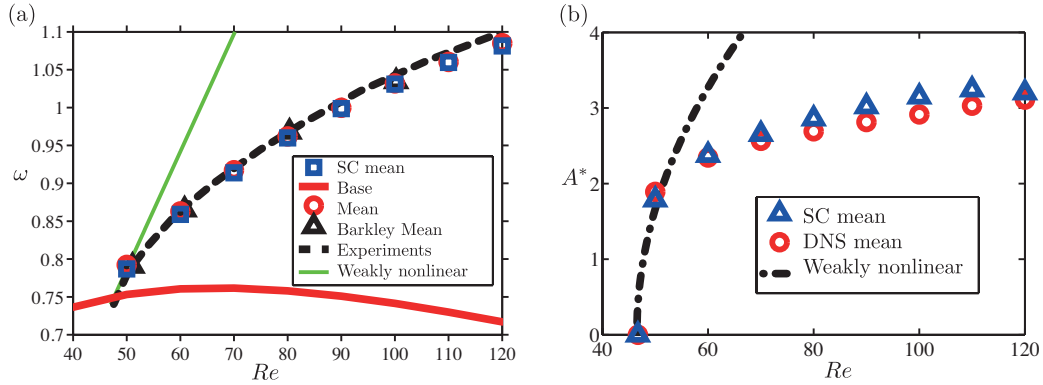 (a)
1.1
1.05
1
0.95
0.9
0.85
0.8
0.75
0.7
ω
40 50 60 70 80 90 100 110 120
Re
SC mean
Base
Mean
Barkley Mean
Experiments
Weakly nonlinear
(b)
4
3
2
1
0
A*
40 60 80 100 120
Re
SC mean
DNS mean
Weakly nonlinear